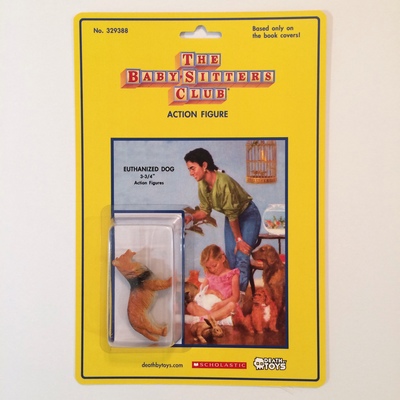 No. 329388
Based only on
the book covers!
THE
BABY-SITTERS
CLUB
ACTION FIGURE
EUTHANIZED DOG
3-3/4"
Action Figures
deathbytoys.com
SCHOLASTIC
DEATH BY
TOYS